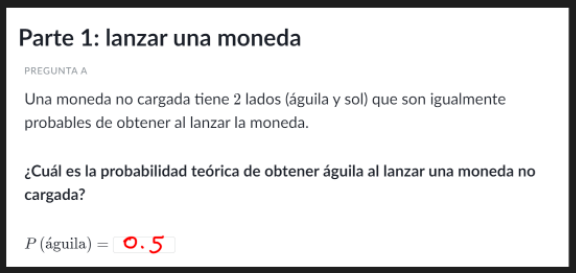 Parte 1: lanzar una moneda
PREGUNTA A
Una moneda no cargada tiene 2 lados (águila y sol) que son igualmente
probables de obtener al lanzar la moneda.
¿Cuál es la probabilidad teórica de obtener águila al lanzar una moneda no
cargada?
P (águila) = 0.5